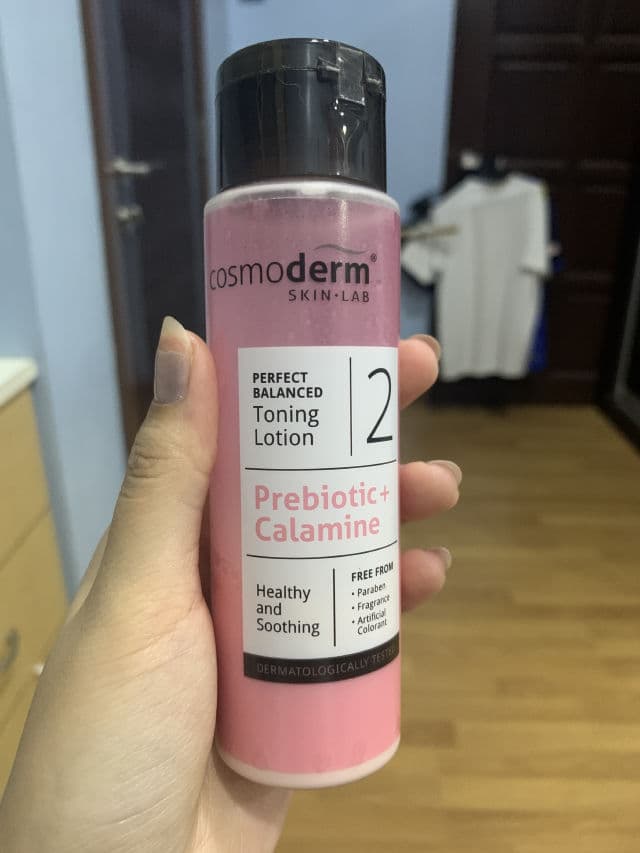 cosmoderm®
SKIN•LAB
PERFECT
BALANCED
Toning
Lotion
2
Prebiotic+
Calamine
Healthy
and
Soothing
FREE FROM
• Paraben
• Fragrance
• Artificial
Colorant
DERMATOLOGICALLY TESTED